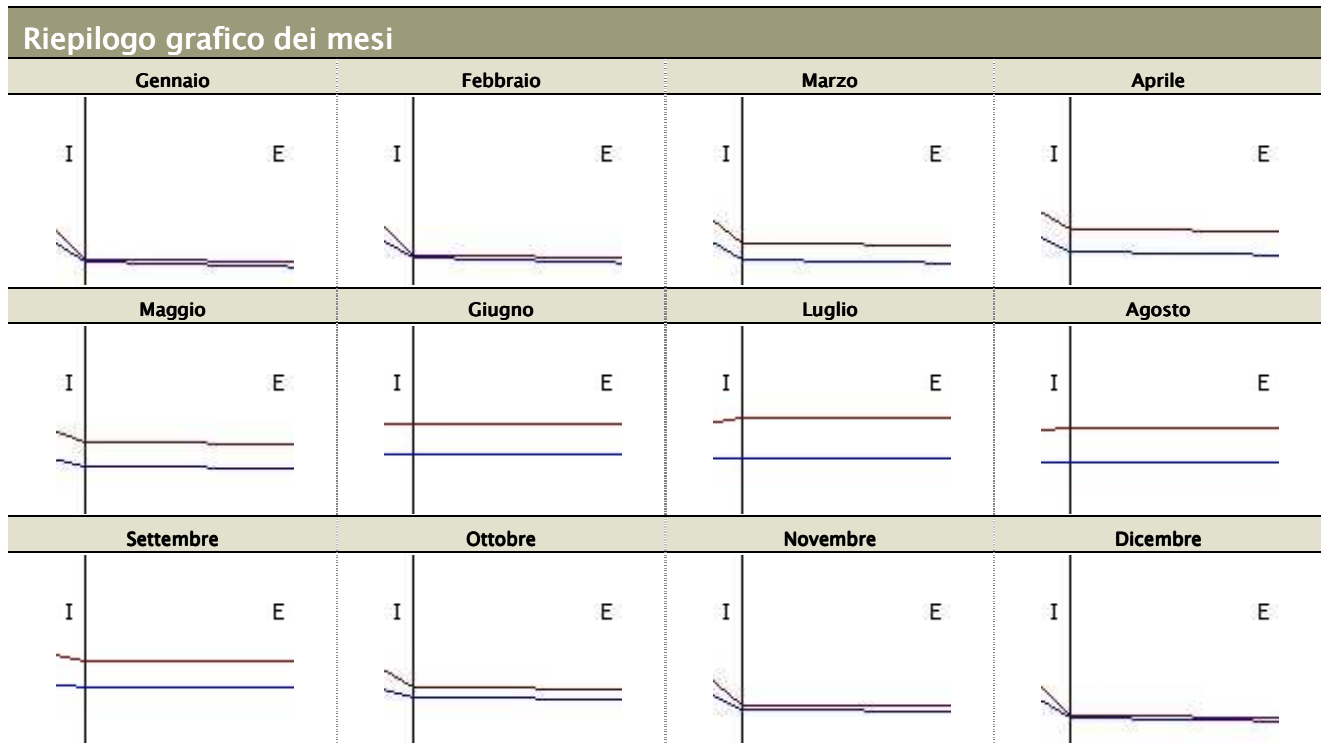 Riepilogo grafico dei mesi
Gennaio Febbraio Marzo Aprile
I E I E I E I E
Maggio Giugno Luglio Agosto
I E I E I E I E
Settembre Ottobre Novembre Dicembre
I E I E I E I E